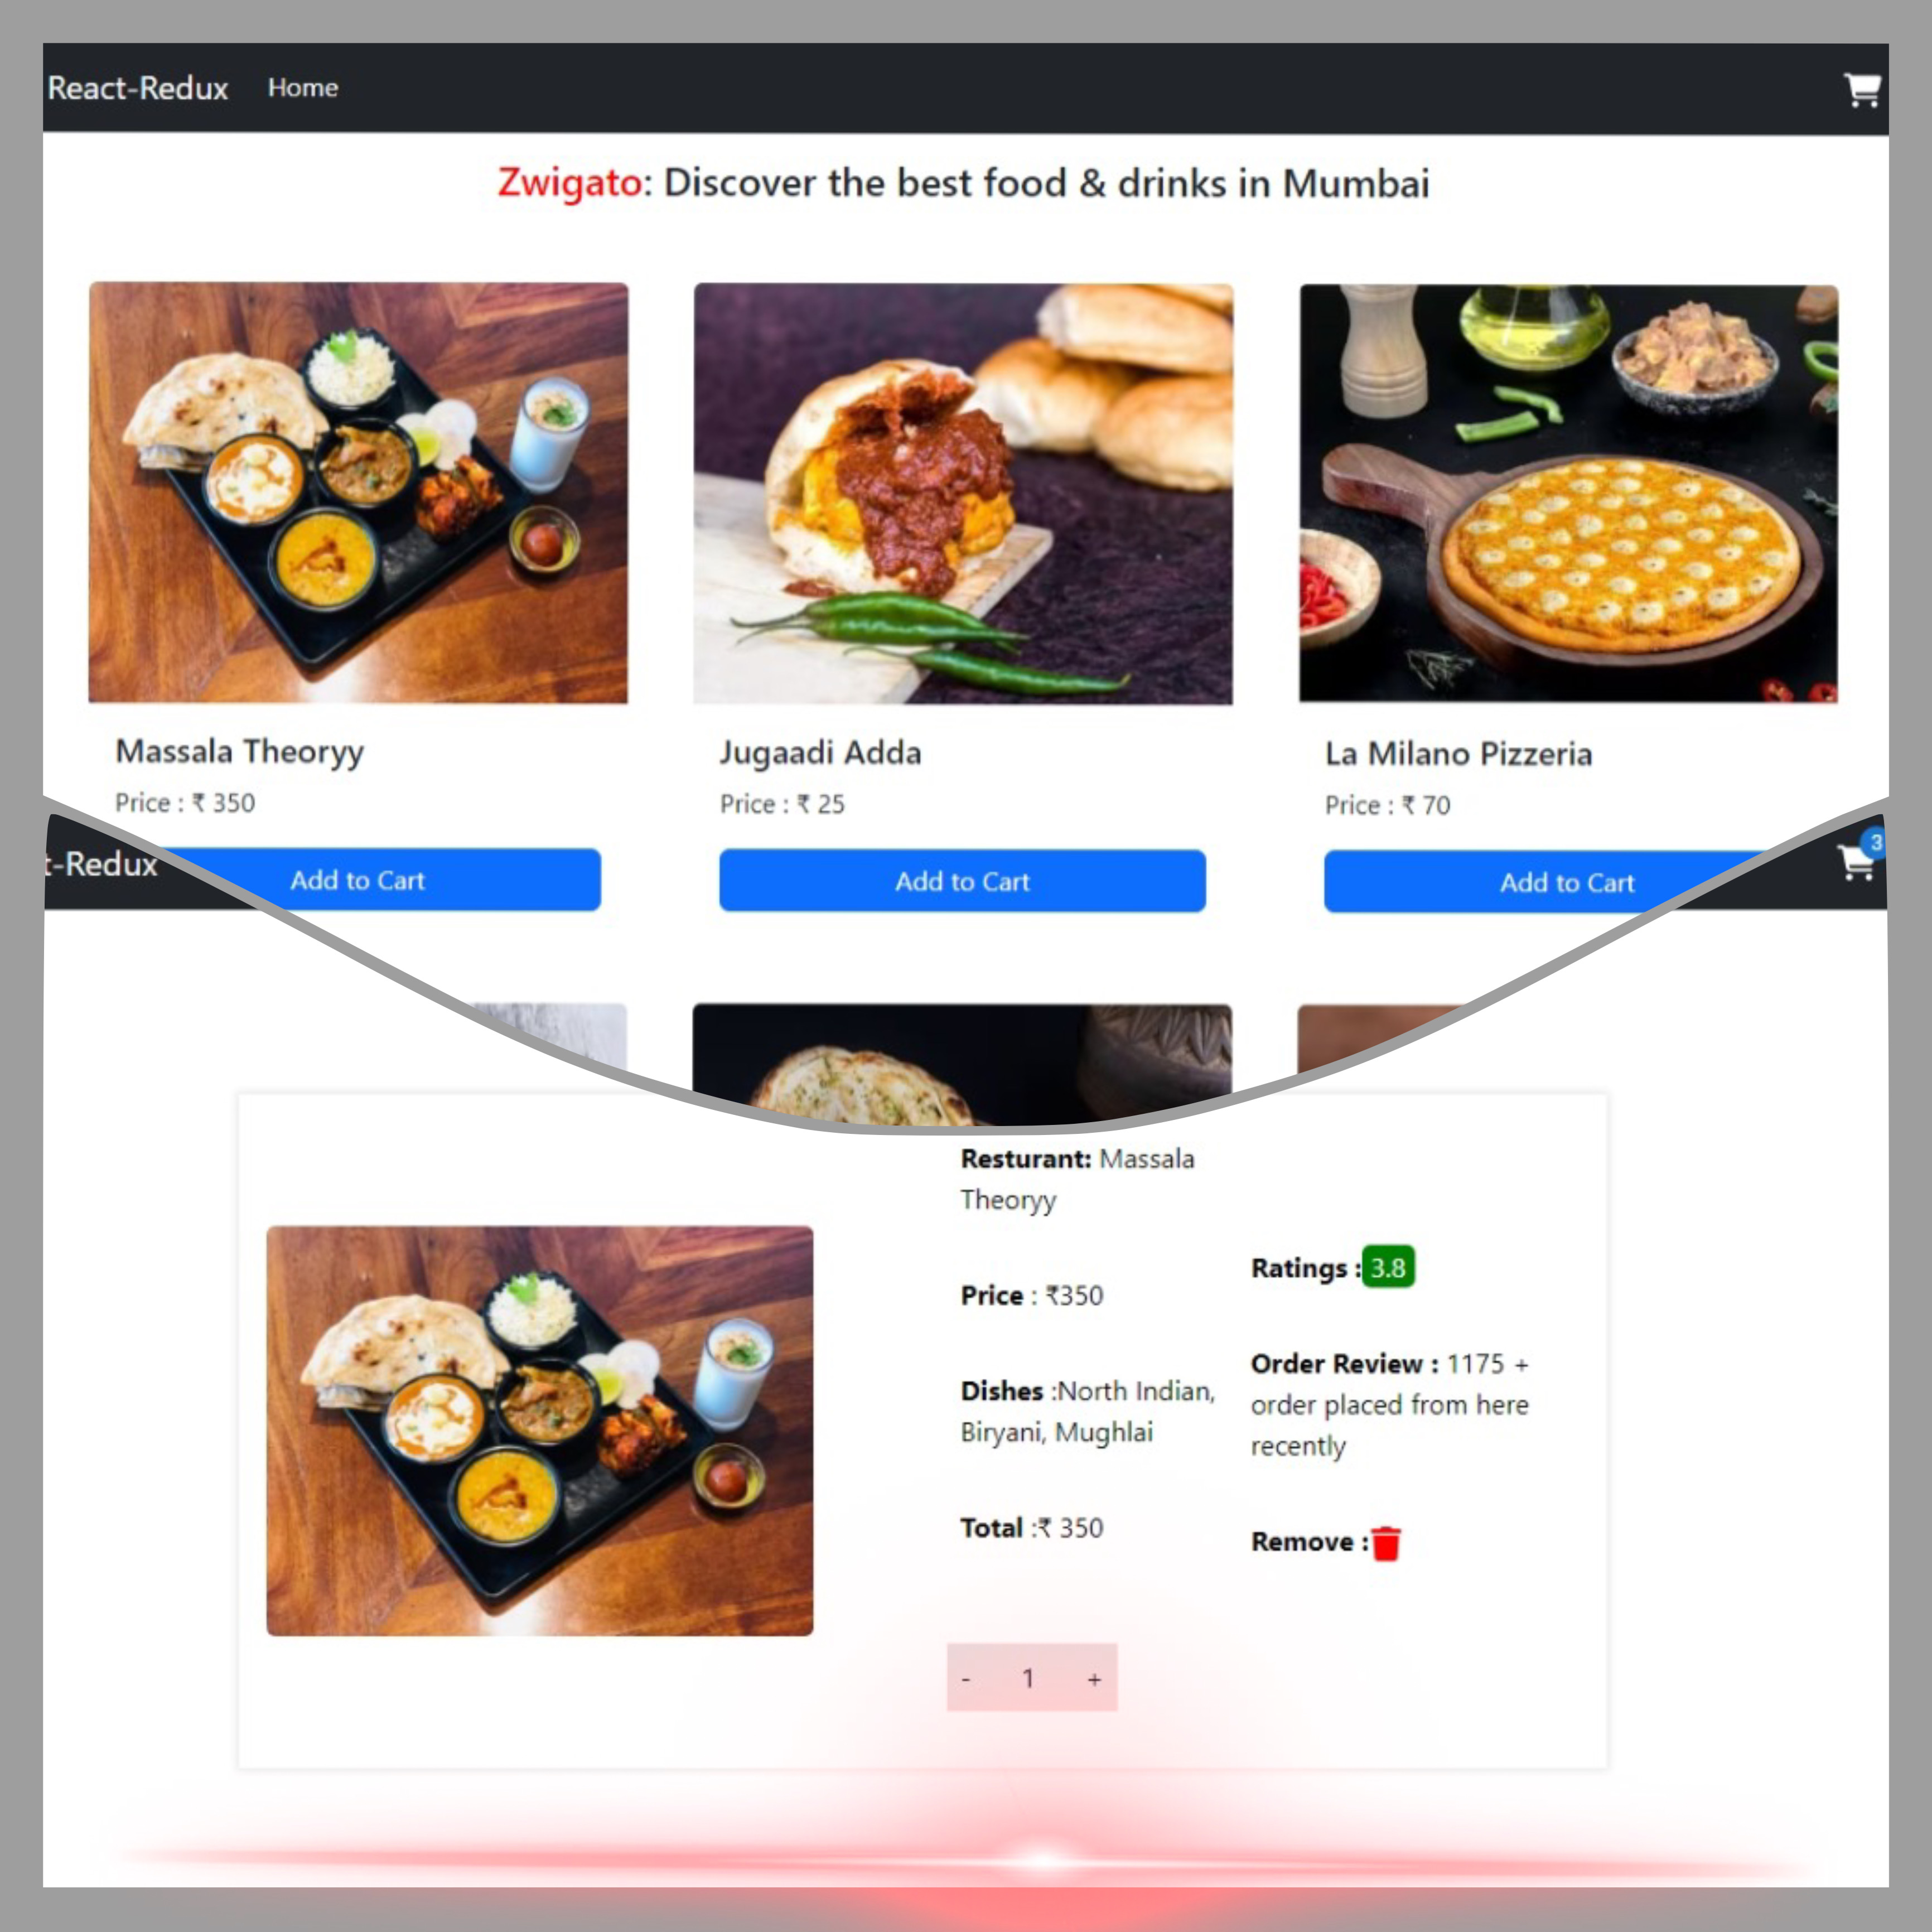 React-Redux Home
Zwigato: Discover the best food & drinks in Mumbai
Massala Theoryy
Price : ₹ 350
Add to Cart
Jugaadi Adda
Price : ₹ 25
Add to Cart
La Milano Pizzeria
Price : ₹ 70
Add to Cart
t-Redux
3
Resturant: Massala
Theoryy
Price : ₹350
Dishes :North Indian,
Biryani, Mughlai
Total :₹ 350
Ratings : 3.8
Order Review : 1175 +
order placed from here
recently
Remove :
- 1 +